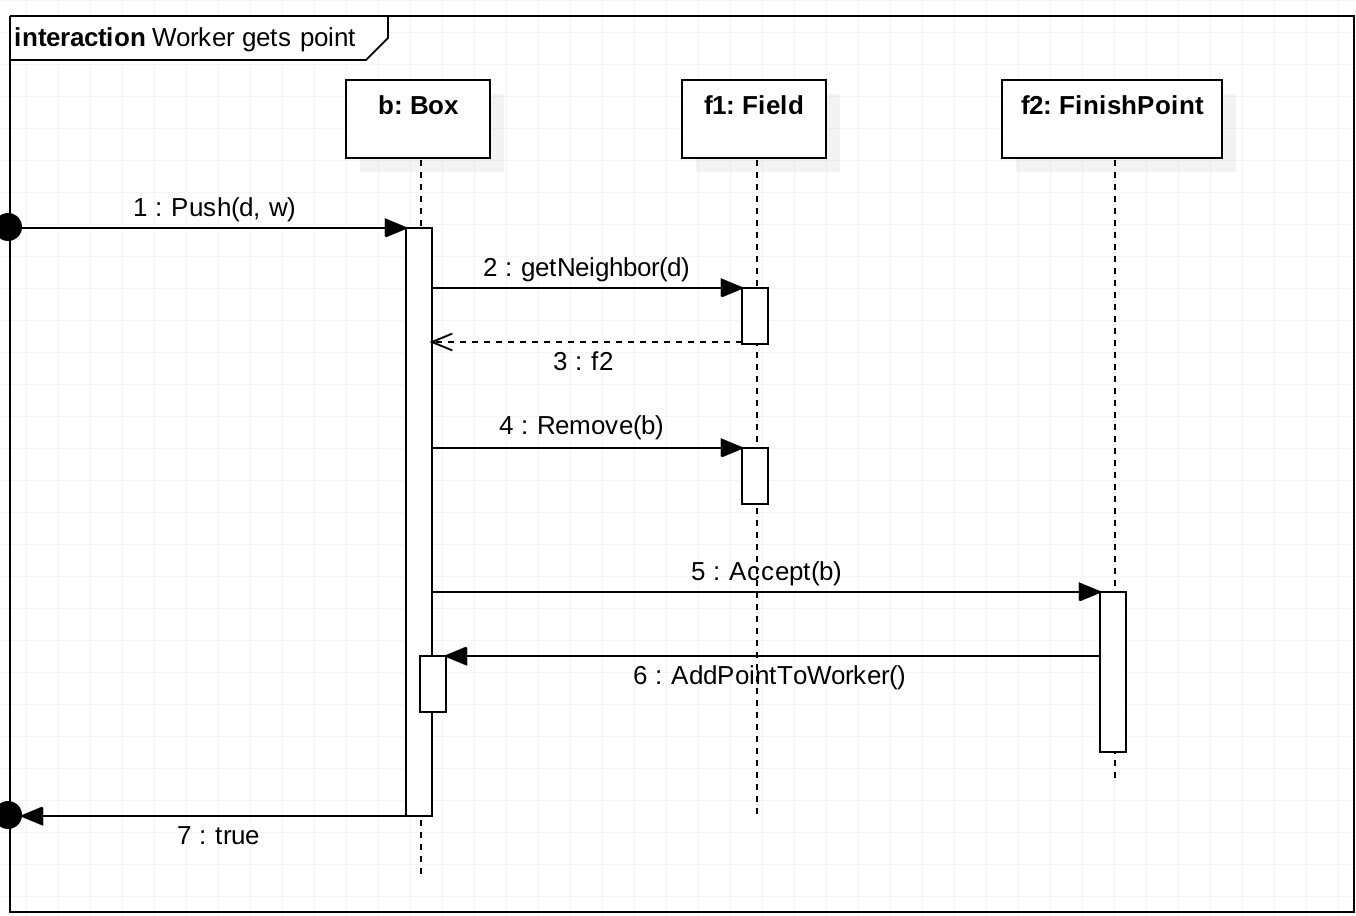 interaction Worker gets point
b: Box
f1: Field
f2: FinishPoint
1 : Push(d, w)
2 : getNeighbor(d)
3 : f2
4 : Remove(b)
5 : Accept(b)
6 : AddPointToWorker()
7 : true